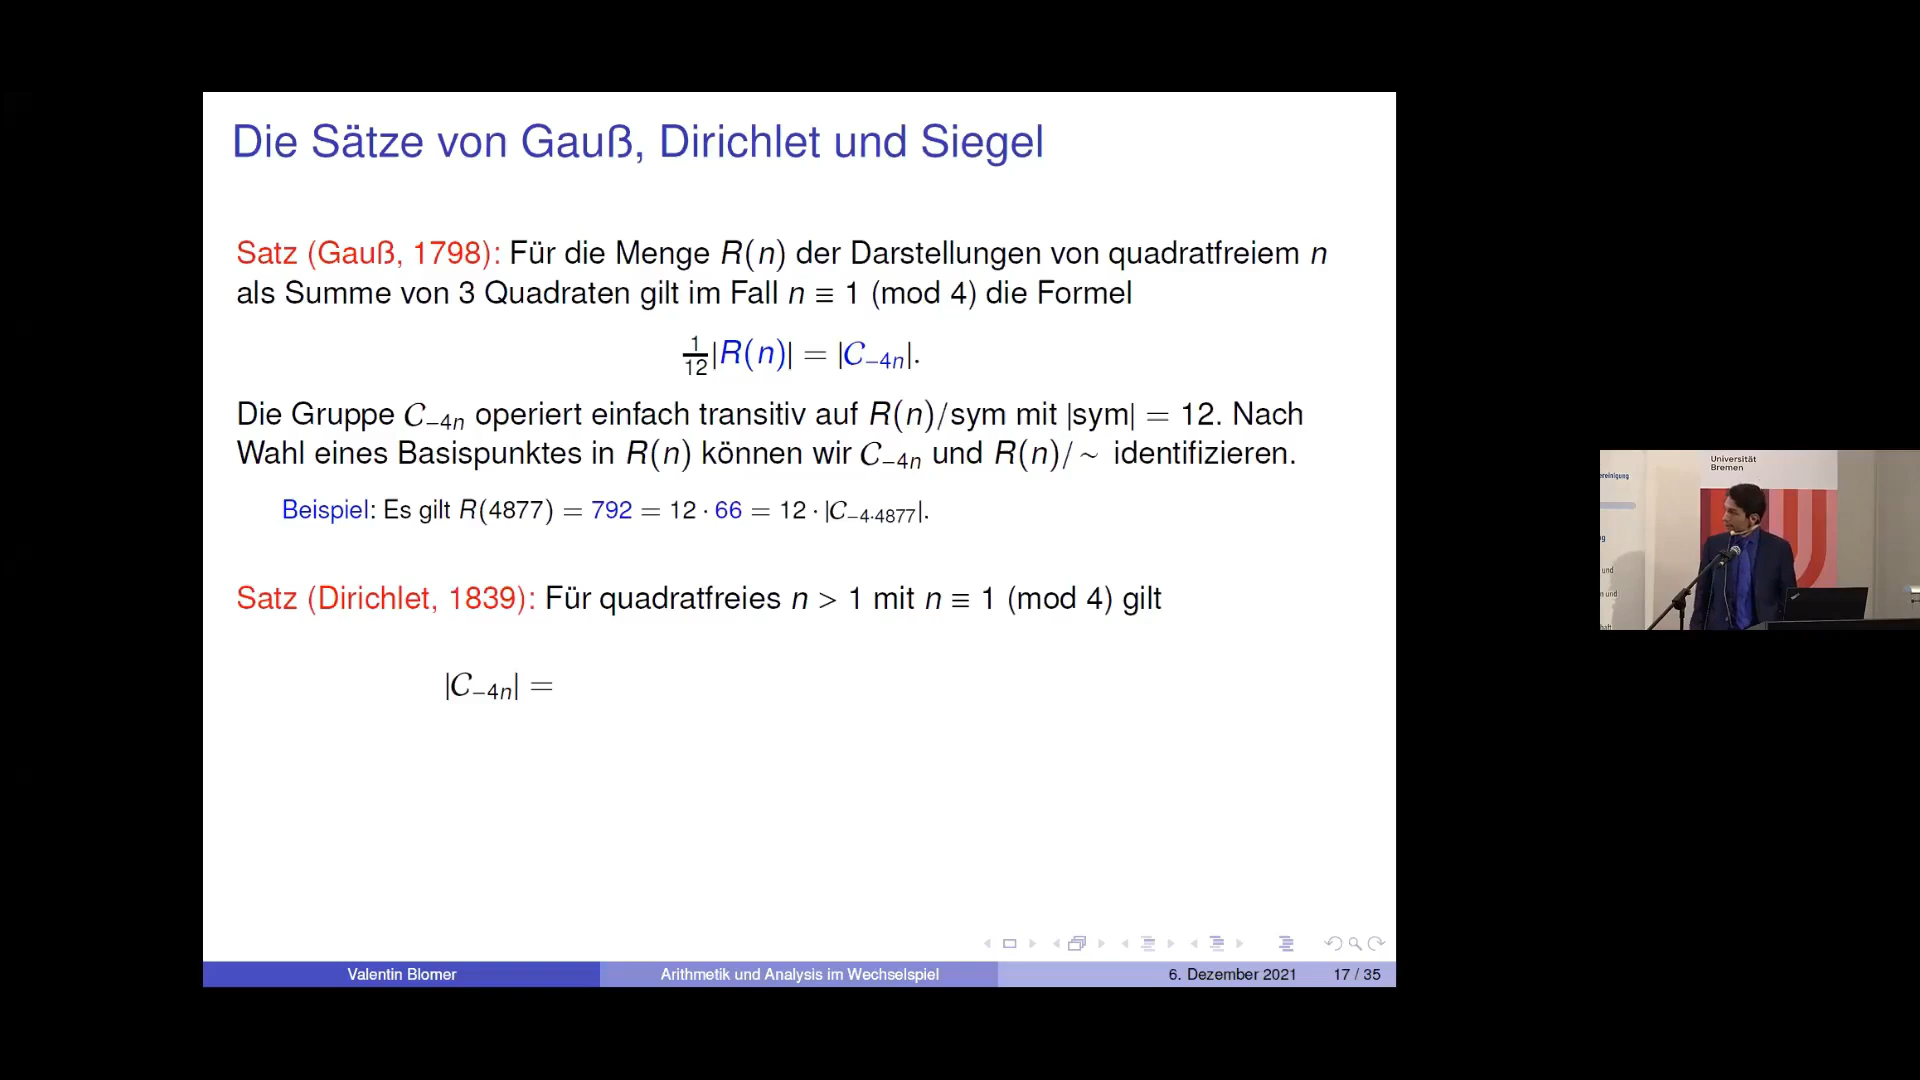 Die Sätze von Gauß, Dirichlet und Siegel
Satz (Gauß, 1798): Für die Menge R(n) der Darstellungen von quadratfreiem n
als Summe von 3 Quadraten gilt im Fall n ≡ 1 (mod 4) die Formel
1/12|R(n)| = |C₋₄ₙ|.
Die Gruppe C₋₄ₙ operiert einfach transitiv auf R(n)/sym mit |sym| = 12. Nach
Wahl eines Basispunktes in R(n) können wir C₋₄ₙ und R(n)/ ~ identifizieren.
Beispiel: Es gilt R(4877) = 792 = 12 · 66 = 12 · |C₋₄.₄₈₇₇|.
Satz (Dirichlet, 1839): Für quadratfreies n > 1 mit n ≡ 1 (mod 4) gilt
|C₋₄ₙ| =
Valentin Blomer
Arithmetik und Analysis im Wechselspiel
6. Dezember 2021
17 / 35
Universität
Bremen
ereinigung
und